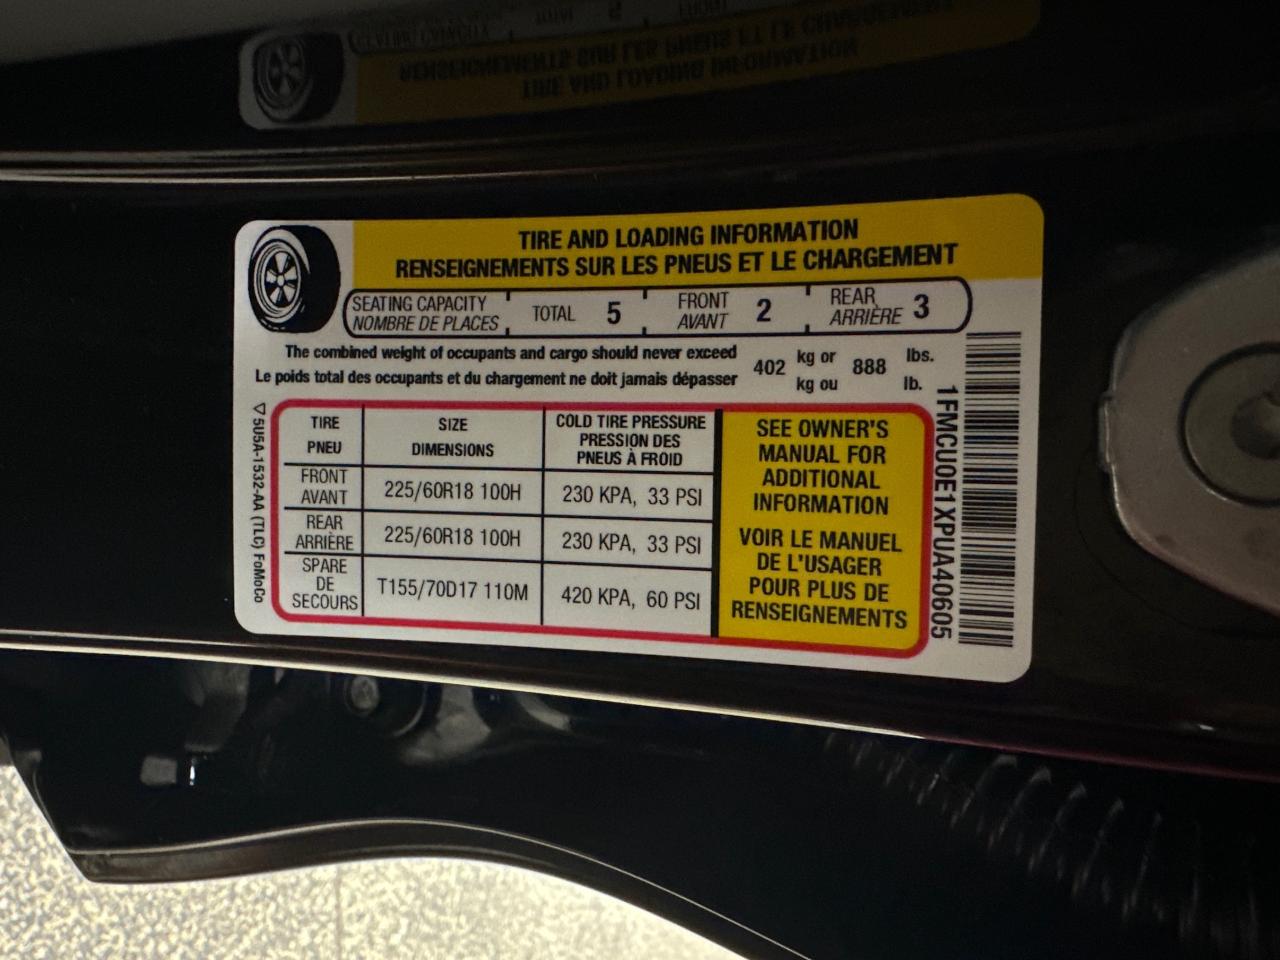 TIRE AND LOADING INFORMATION
RENSEIGNEMENTS SUR LES PNEUS ET LE CHARGEMENT
SEATING CAPACITY TOTAL 5 FRONT 2 REAR 3
NOMBRE DE PLACES AVANT ARRIÈRE
The combined weight of occupants and cargo should never exceed 402 kg or 888 lbs.
Le poids total des occupants et du chargement ne doit jamais dépasser kg ou lb.
TIRE SIZE COLD TIRE PRESSURE
PNEU DIMENSIONS PRESSION DES
PNEUS À FROID
FRONT
AVANT 225/60R18 100H 230 KPA, 33 PSI
REAR
ARRIÈRE 225/60R18 100H 230 KPA, 33 PSI
SPARE
DE
SECOURS T155/70D17 110M 420 KPA, 60 PSI
SEE OWNER'S
MANUAL FOR
ADDITIONAL
INFORMATION
VOIR LE MANUEL
DE L'USAGER
POUR PLUS DE
RENSEIGNEMENTS
5U5A-1532-AA (TLC) FoMoCo
1FMCU0E1XPUA40605